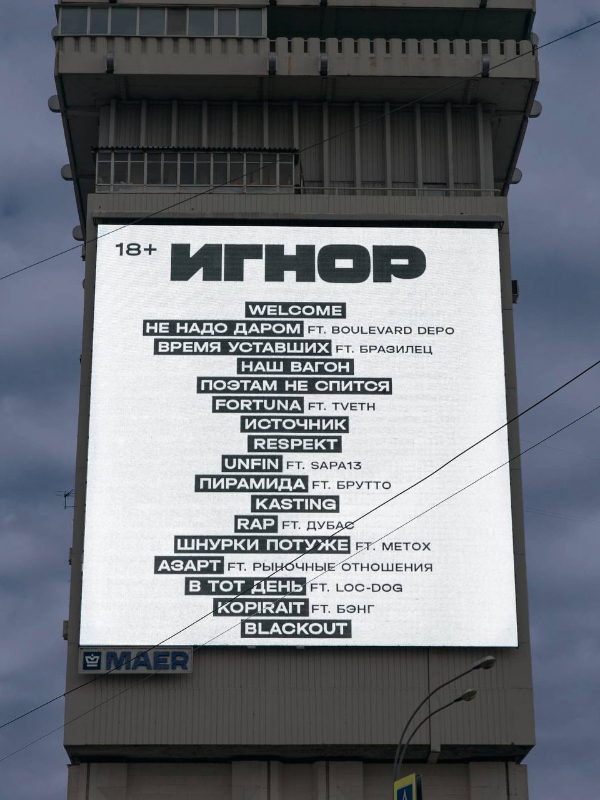 18+ ИГНОР
WELCOME
НЕ НАДО ДАРОМ FT. BOULEVARD DEPO
ВРЕМЯ УСТАВШИХ FT. БРАЗИЛЕЦ
НАШ ВАГОН
ПОЭТАМ НЕ СПИТСЯ
FORTUNA FT. TVETH
ИСТОЧНИК
RESPEKT
UNFIN FT. SAPA13
ПИРАМИДА FT. БРУТТО
KASTING
RAP FT. ДУБАС
ШНУРКИ ПОТУЖЕ FT. METOX
АЗАРТ FT. РЫНОЧНЫЕ ОТНОШЕНИЯ
В ТОТ ДЕНЬ FT. LOC-DOG
KOPIRAIT FT. БЭНГ
BLACKOUT
MAER